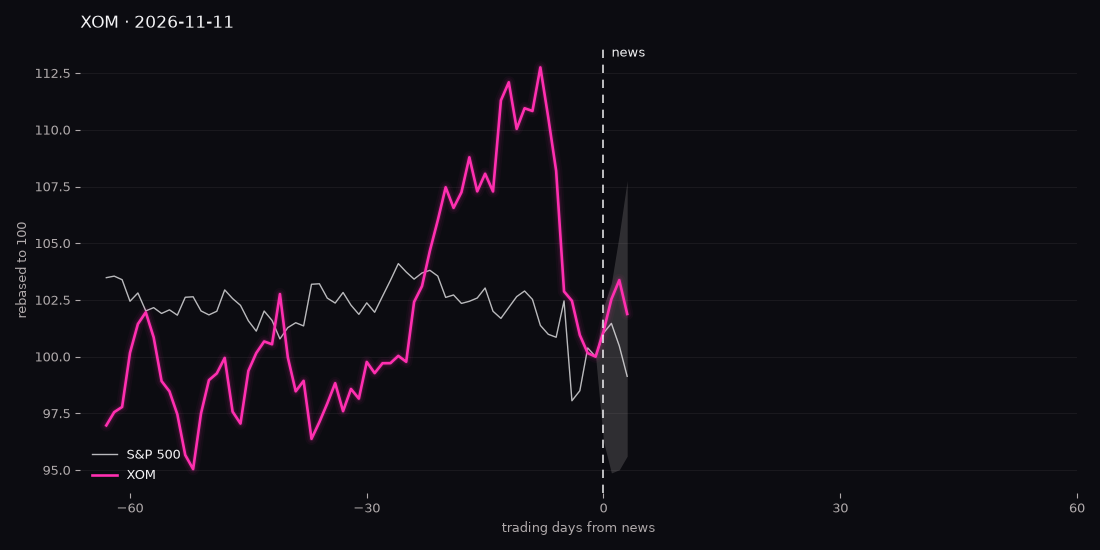 XOM · 2026-11-11
news
112.5
110.0
107.5
105.0
102.5
100.0
97.5
95.0
rebased to 100
S&P 500
XOM
−60
−30
0
30
60
trading days from news